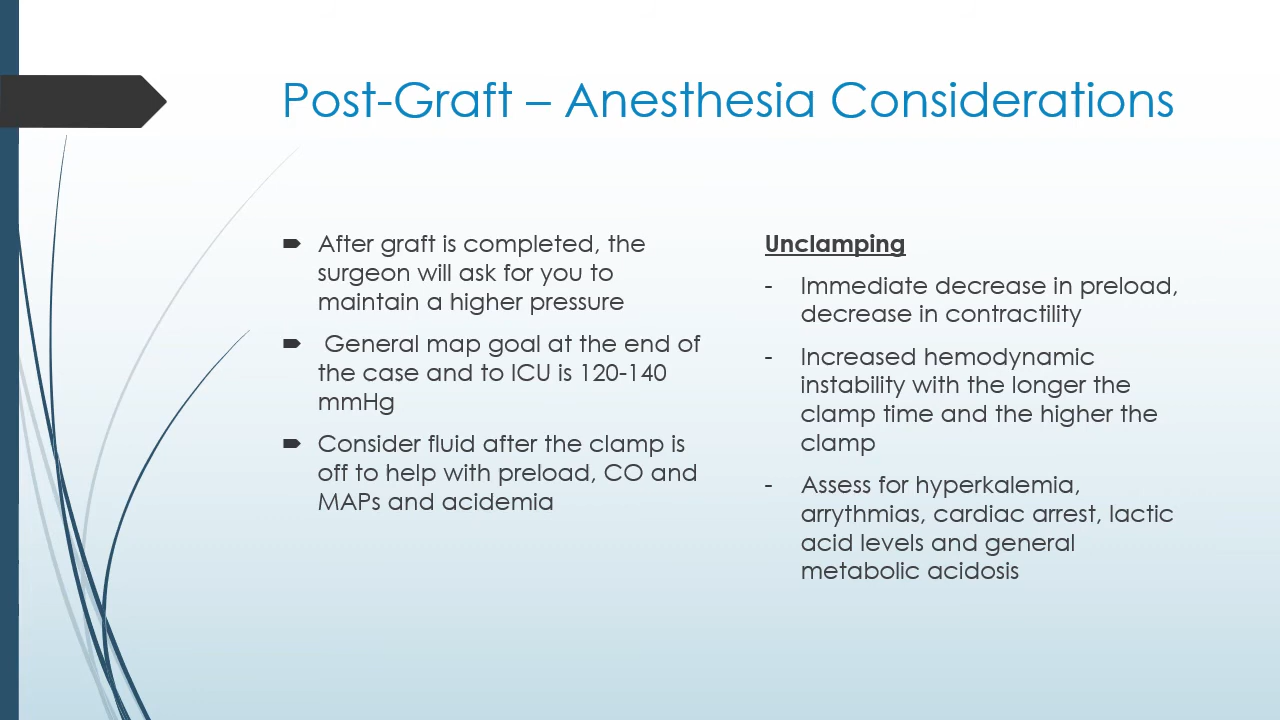 Post-Graft – Anesthesia Considerations
After graft is completed, the
surgeon will ask for you to
maintain a higher pressure
General map goal at the end of
the case and to ICU is 120-140
mmHg
Consider fluid after the clamp is
off to help with preload, CO and
MAPs and acidemia
Unclamping
- Immediate decrease in preload,
decrease in contractility
- Increased hemodynamic
instability with the longer the
clamp time and the higher the
clamp
- Assess for hyperkalemia,
arrythmias, cardiac arrest, lactic
acid levels and general
metabolic acidosis